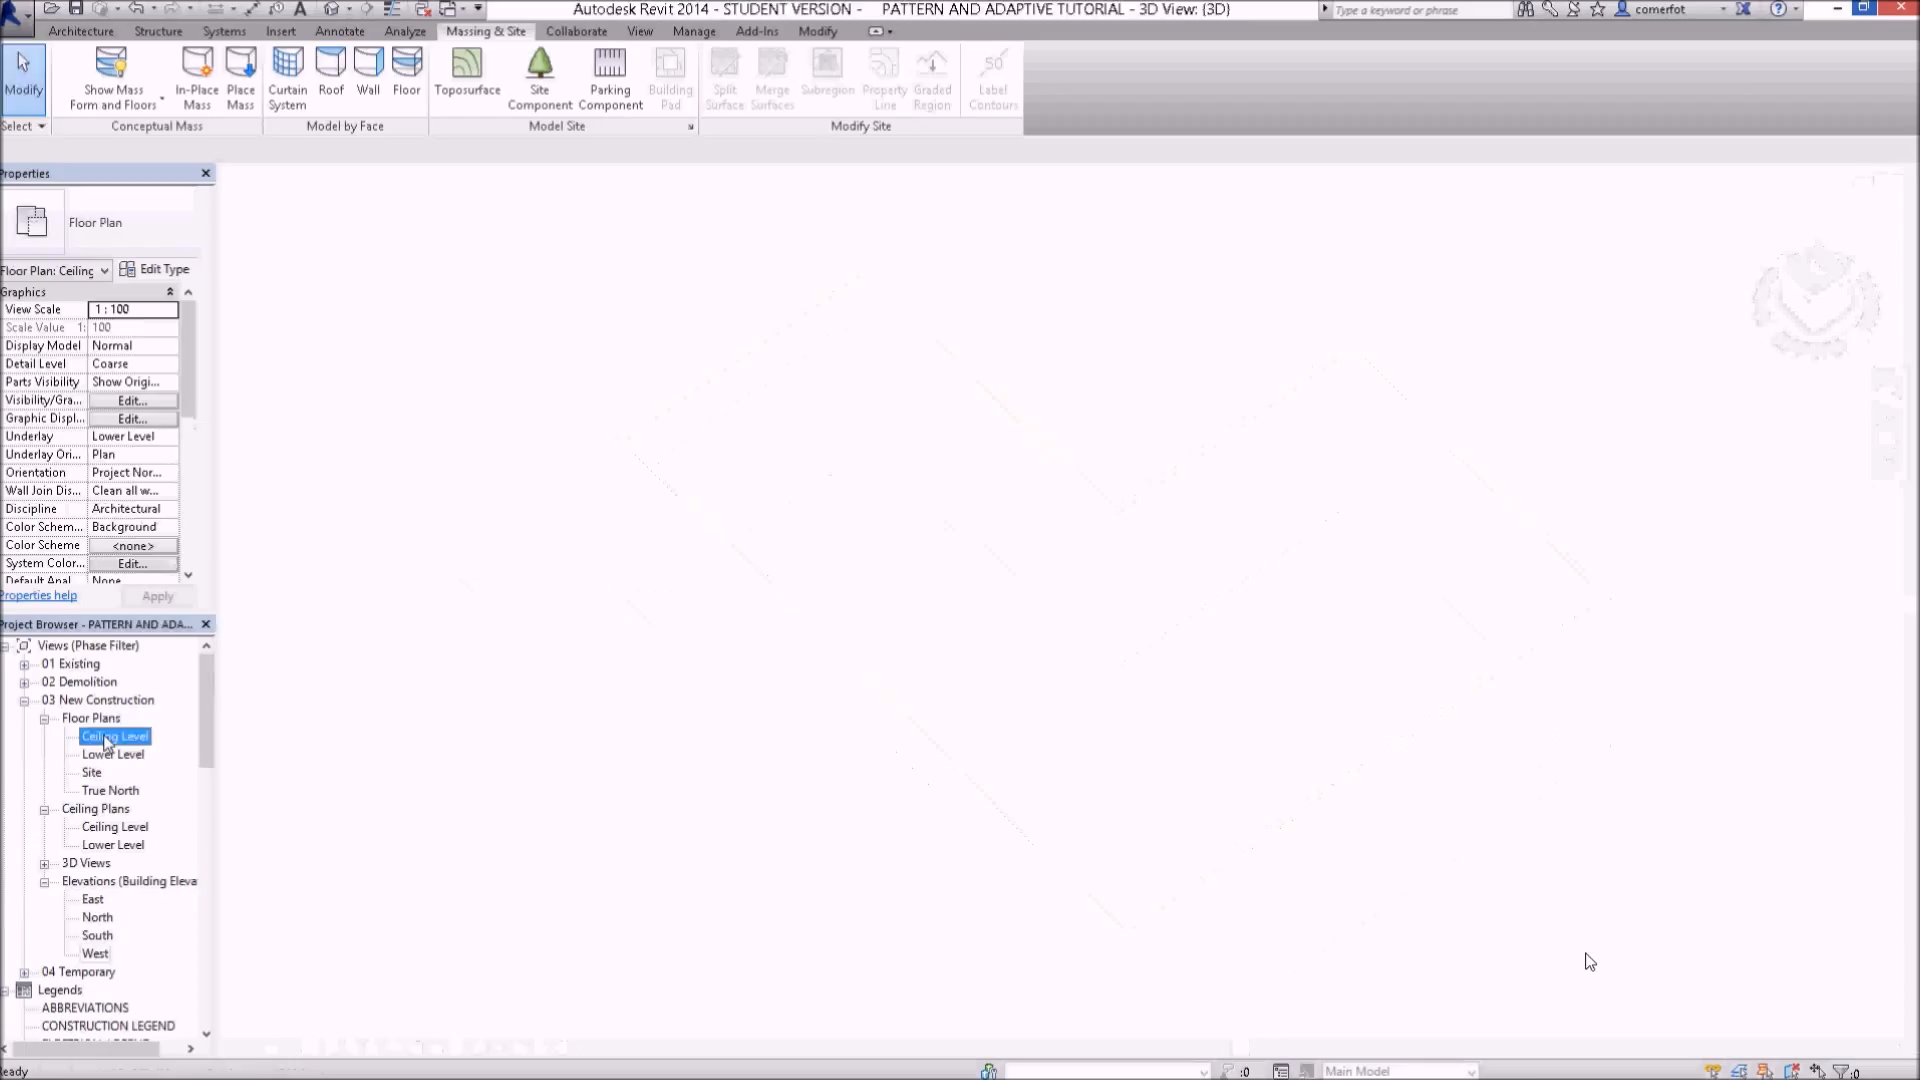 Autodesk Revit 2014 - STUDENT VERSION - PATTERN AND ADAPTIVE TUTORIAL - 3D View: {3D}
Type a keyword or phrase
comerfot
Architecture Structure Systems Insert Annotate Analyze Massing & Site Collaborate View Manage Add-Ins Modify
Modify
Show Mass Form and Floors
In-Place Mass
Place Mass
Curtain System
Roof
Wall
Floor
Toposurface
Site Component
Parking Component
Building Pad
Split Surface
Merge Surfaces
Subregion
Property Line
Graded Region
50
Label Contours
Select
Conceptual Mass
Model by Face
Model Site
Modify Site
Properties
Floor Plan
Floor Plan: Ceiling
Edit Type
Graphics
View Scale 1 : 100
Scale Value 1: 100
Display Model Normal
Detail Level Coarse
Parts Visibility Show Origi...
Visibility/Gra... Edit...
Graphic Displ... Edit...
Underlay Lower Level
Underlay Ori... Plan
Orientation Project Nor...
Wall Join Dis... Clean all w...
Discipline Architectural
Color Schem... Background
Color Scheme <none>
System Color... Edit...
Default Anal None
Properties help Apply
Project Browser - PATTERN AND ADA...
Views (Phase Filter)
01 Existing
02 Demolition
03 New Construction
Floor Plans
Ceiling Level
Lower Level
Site
True North
Ceiling Plans
Ceiling Level
Lower Level
3D Views
Elevations (Building Eleva
East
North
South
West
04 Temporary
Legends
ABBREVIATIONS
CONSTRUCTION LEGEND
Ready
:0
Main Model
:0